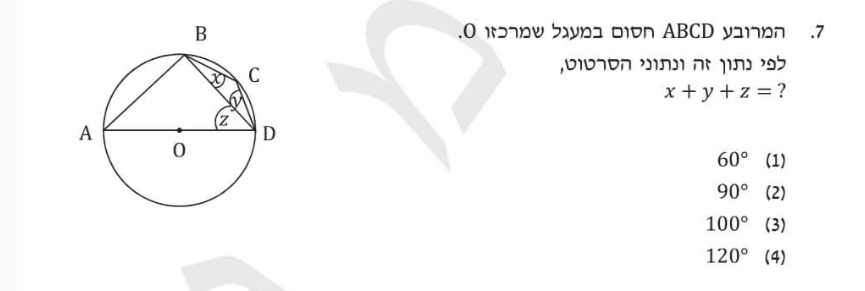 7. המרובע ABCD חסום במעגל שמרכזו O.
לפי נתון זה ונתוני הסרטוט,
x + y + z = ?
(1) 60°
(2) 90°
(3) 100°
(4) 120°
B
C
x
y
z
A
D
O